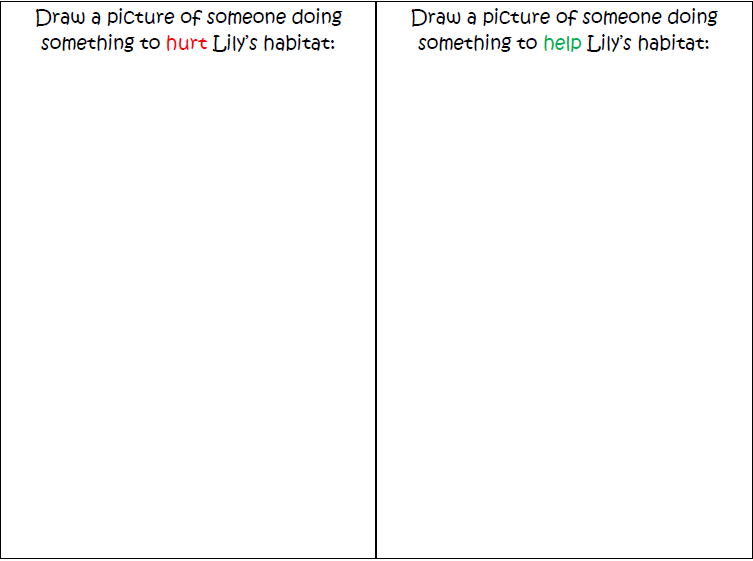 Draw a picture of someone doing
something to hurt Lily's habitat:
Draw a picture of someone doing
something to help Lily's habitat: